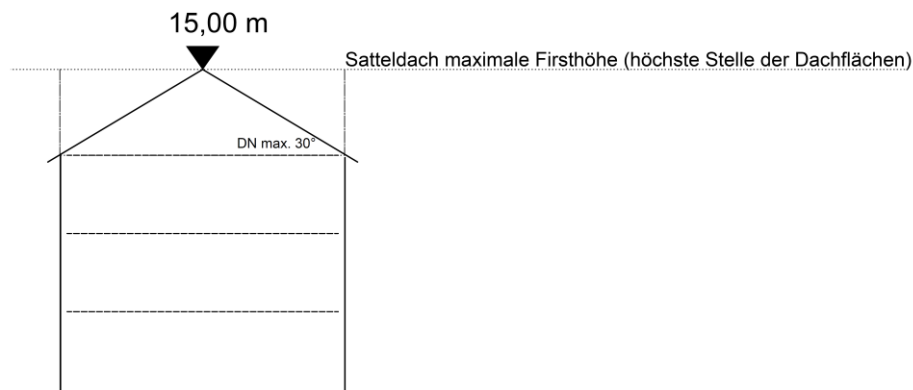 15,00 m
Satteldach maximale Firsthöhe (höchste Stelle der Dachflächen)
DN max. 30°